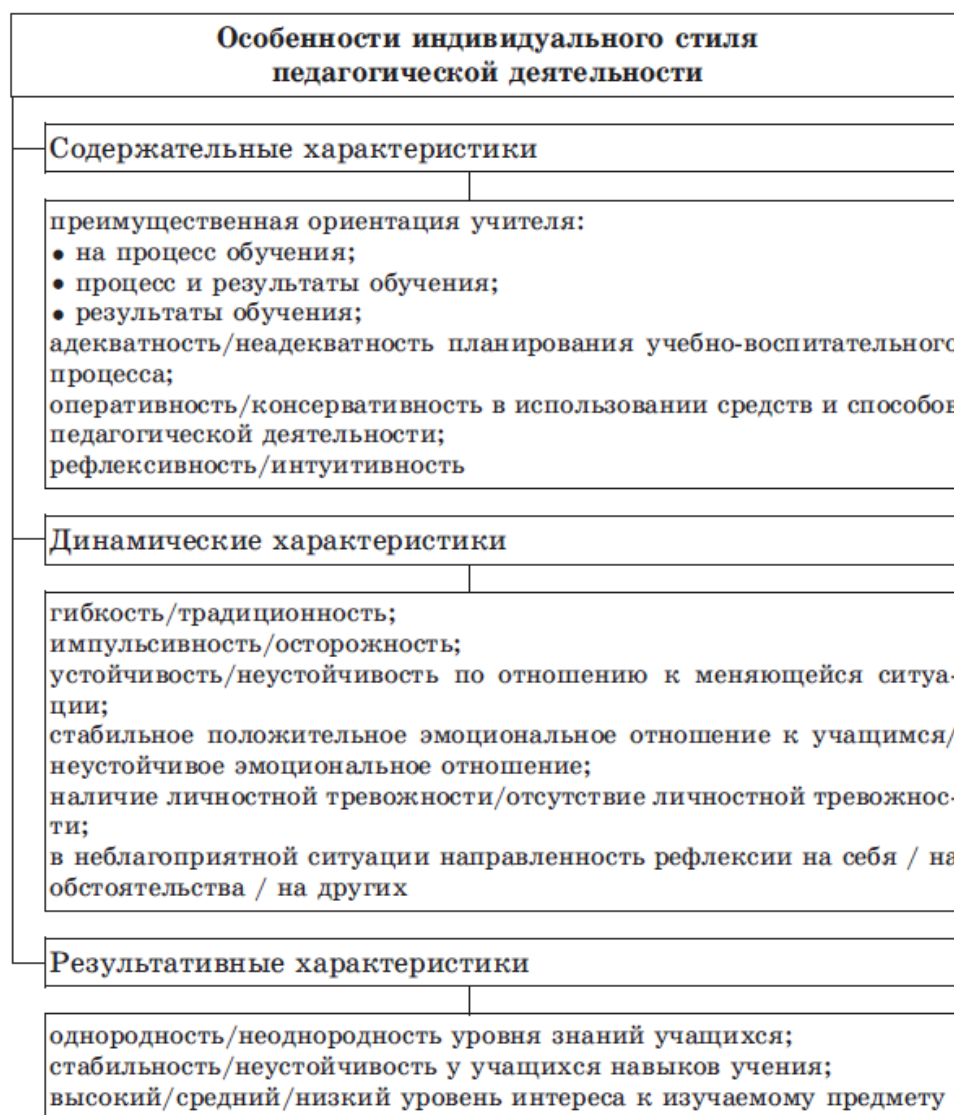 Особенности индивидуального стиля
педагогической деятельности
Содержательные характеристики
преимущественная ориентация учителя:
• на процесс обучения;
• процесс и результаты обучения;
• результаты обучения;
адекватность/неадекватность планирования учебно-воспитательного
процесса;
оперативность/консервативность в использовании средств и способов
педагогической деятельности;
рефлексивность/интуитивность
Динамические характеристики
гибкость/традиционность;
импульсивность/осторожность;
устойчивость/неустойчивость по отношению к меняющейся ситуа-
ции;
стабильное положительное эмоциональное отношение к учащимся/
неустойчивое эмоциональное отношение;
наличие личностной тревожности/отсутствие личностной тревожнос-
ти;
в неблагоприятной ситуации направленность рефлексии на себя / на
обстоятельства / на других
Результативные характеристики
однородность/неоднородность уровня знаний учащихся;
стабильность/неустойчивость у учащихся навыков учения;
высокий/средний/низкий уровень интереса к изучаемому предмету